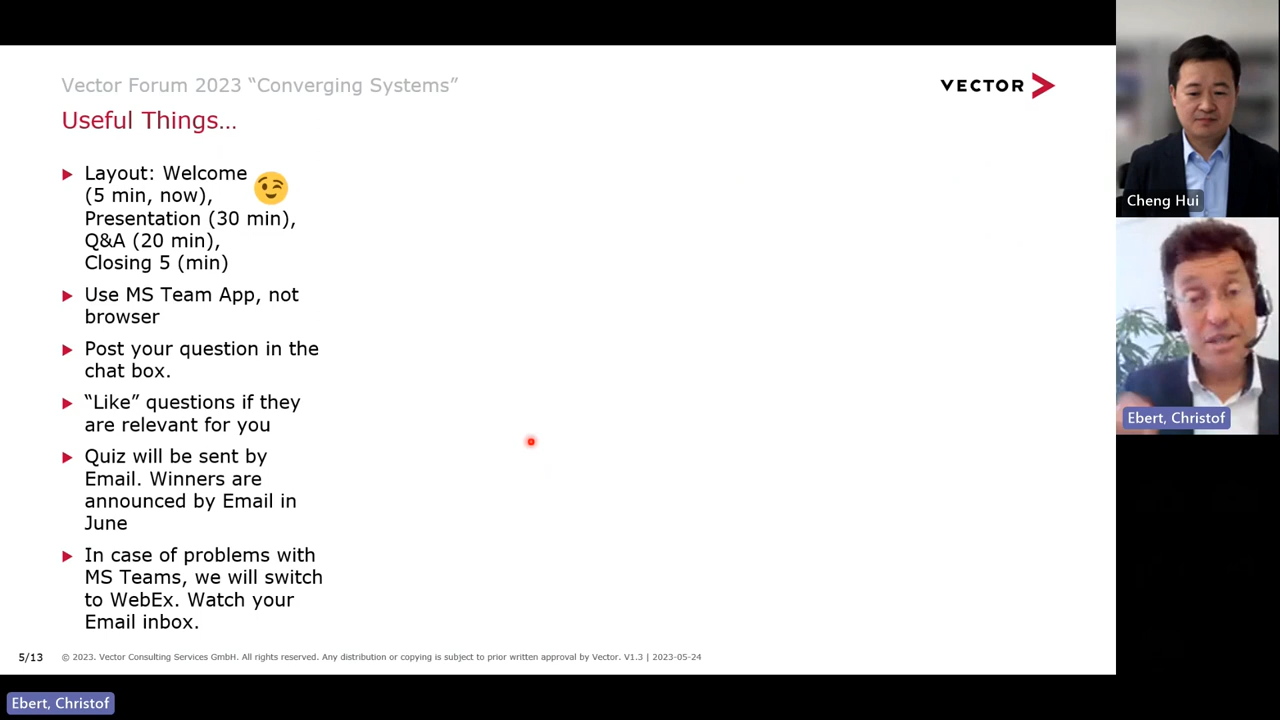 Vector Forum 2023 “Converging Systems”
VECTOR
Useful Things…
Layout: Welcome
(5 min, now),
Presentation (30 min),
Q&A (20 min),
Closing 5 (min)
Use MS Team App, not
browser
Post your question in the
chat box.
“Like” questions if they
are relevant for you
Quiz will be sent by
Email. Winners are
announced by Email in
June
In case of problems with
MS Teams, we will switch
to WebEx. Watch your
Email inbox.
5/13
© 2023. Vector Consulting Services GmbH. All rights reserved. Any distribution or copying is subject to prior written approval by Vector. V1.3 | 2023-05-24
Cheng Hui
Ebert, Christof
Ebert, Christof